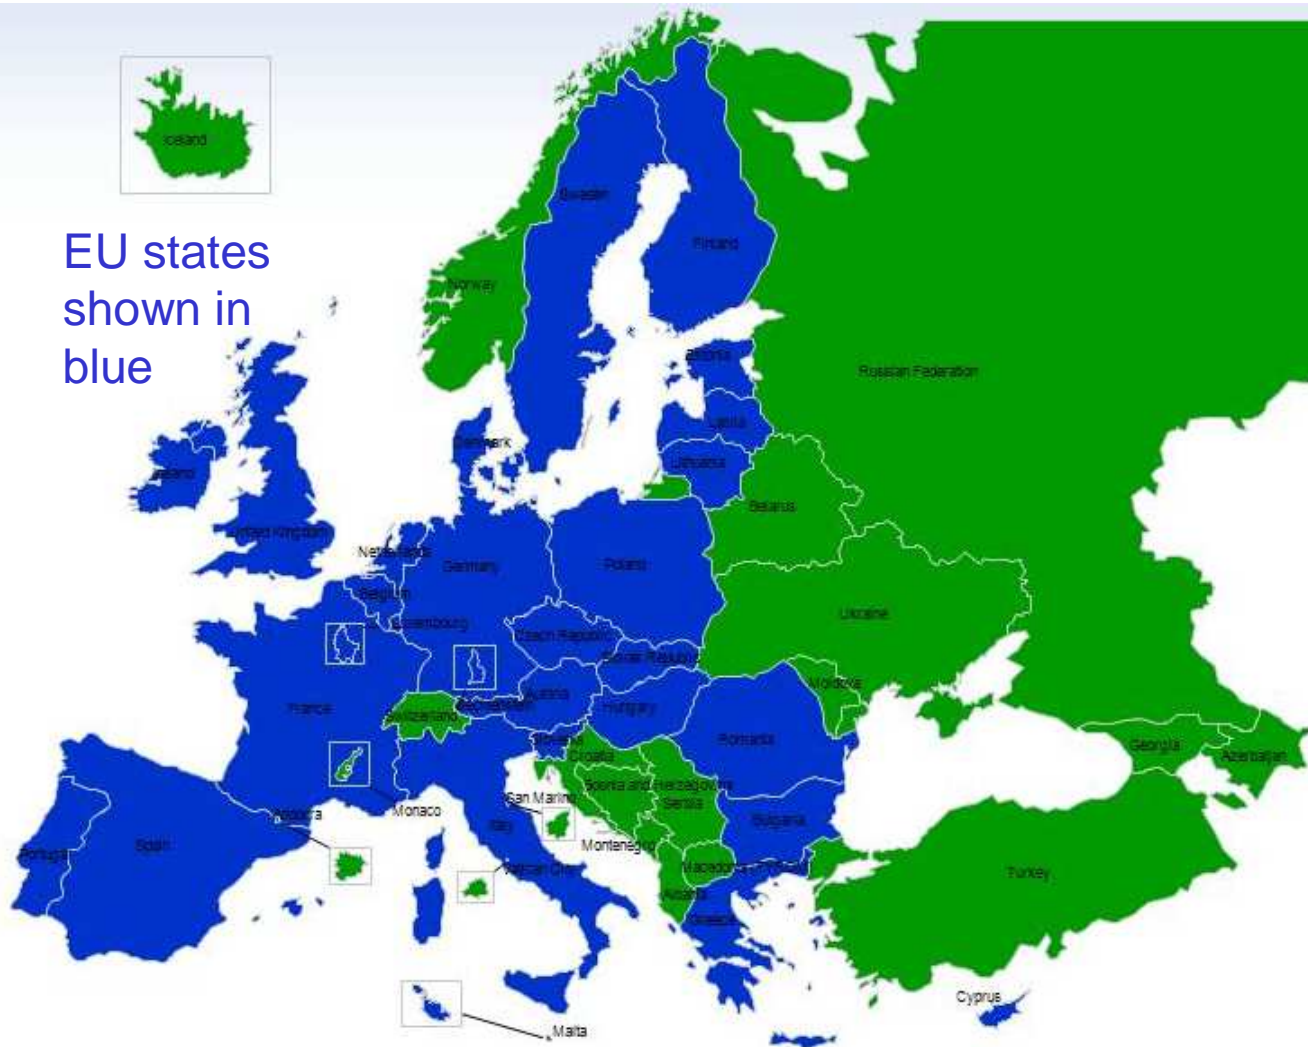 Iceland
EU states
shown in
blue
Sweden
Finland
Norway
Estonia
Russian Federation
Latvia
Denmark
Lithuania
Ireland
Belarus
United Kingdom
Netherlands
Germany
Poland
Belgium
Ukraine
Luxembourg
Czech Republic
Slovak Republic
Moldova
Austria
Liechtenstein
France
Hungary
Switzerland
Romania
Slovenia
Georgia
Croatia
Azerbaijan
Bosnia and Herzegovina
San Marino
Serbia
Monaco
Andorra
Italy
Bulgaria
Portugal
Spain
Montenegro
Vatican City
Macedonia
Turkey
Albania
Greece
Cyprus
Malta